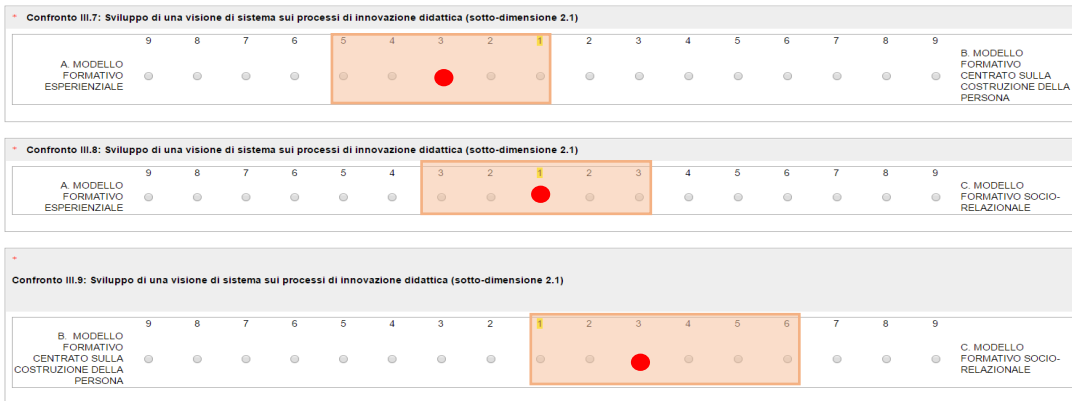 * Confronto III.7: Sviluppo di una visione di sistema sui processi di innovazione didattica (sotto-dimensione 2.1)
9 8 7 6 5 4 3 2 1 2 3 4 5 6 7 8 9
A. MODELLO
FORMATIVO
ESPERIENZIALE
B. MODELLO
FORMATIVO
CENTRATO SULLA
COSTRUZIONE DELLA
PERSONA
* Confronto III.8: Sviluppo di una visione di sistema sui processi di innovazione didattica (sotto-dimensione 2.1)
9 8 7 6 5 4 3 2 1 2 3 4 5 6 7 8 9
A. MODELLO
FORMATIVO
ESPERIENZIALE
C. MODELLO
FORMATIVO SOCIO-
RELAZIONALE
*
Confronto III.9: Sviluppo di una visione di sistema sui processi di innovazione didattica (sotto-dimensione 2.1)
9 8 7 6 5 4 3 2 1 2 3 4 5 6 7 8 9
B. MODELLO
FORMATIVO
CENTRATO SULLA
COSTRUZIONE DELLA
PERSONA
C. MODELLO
FORMATIVO SOCIO-
RELAZIONALE